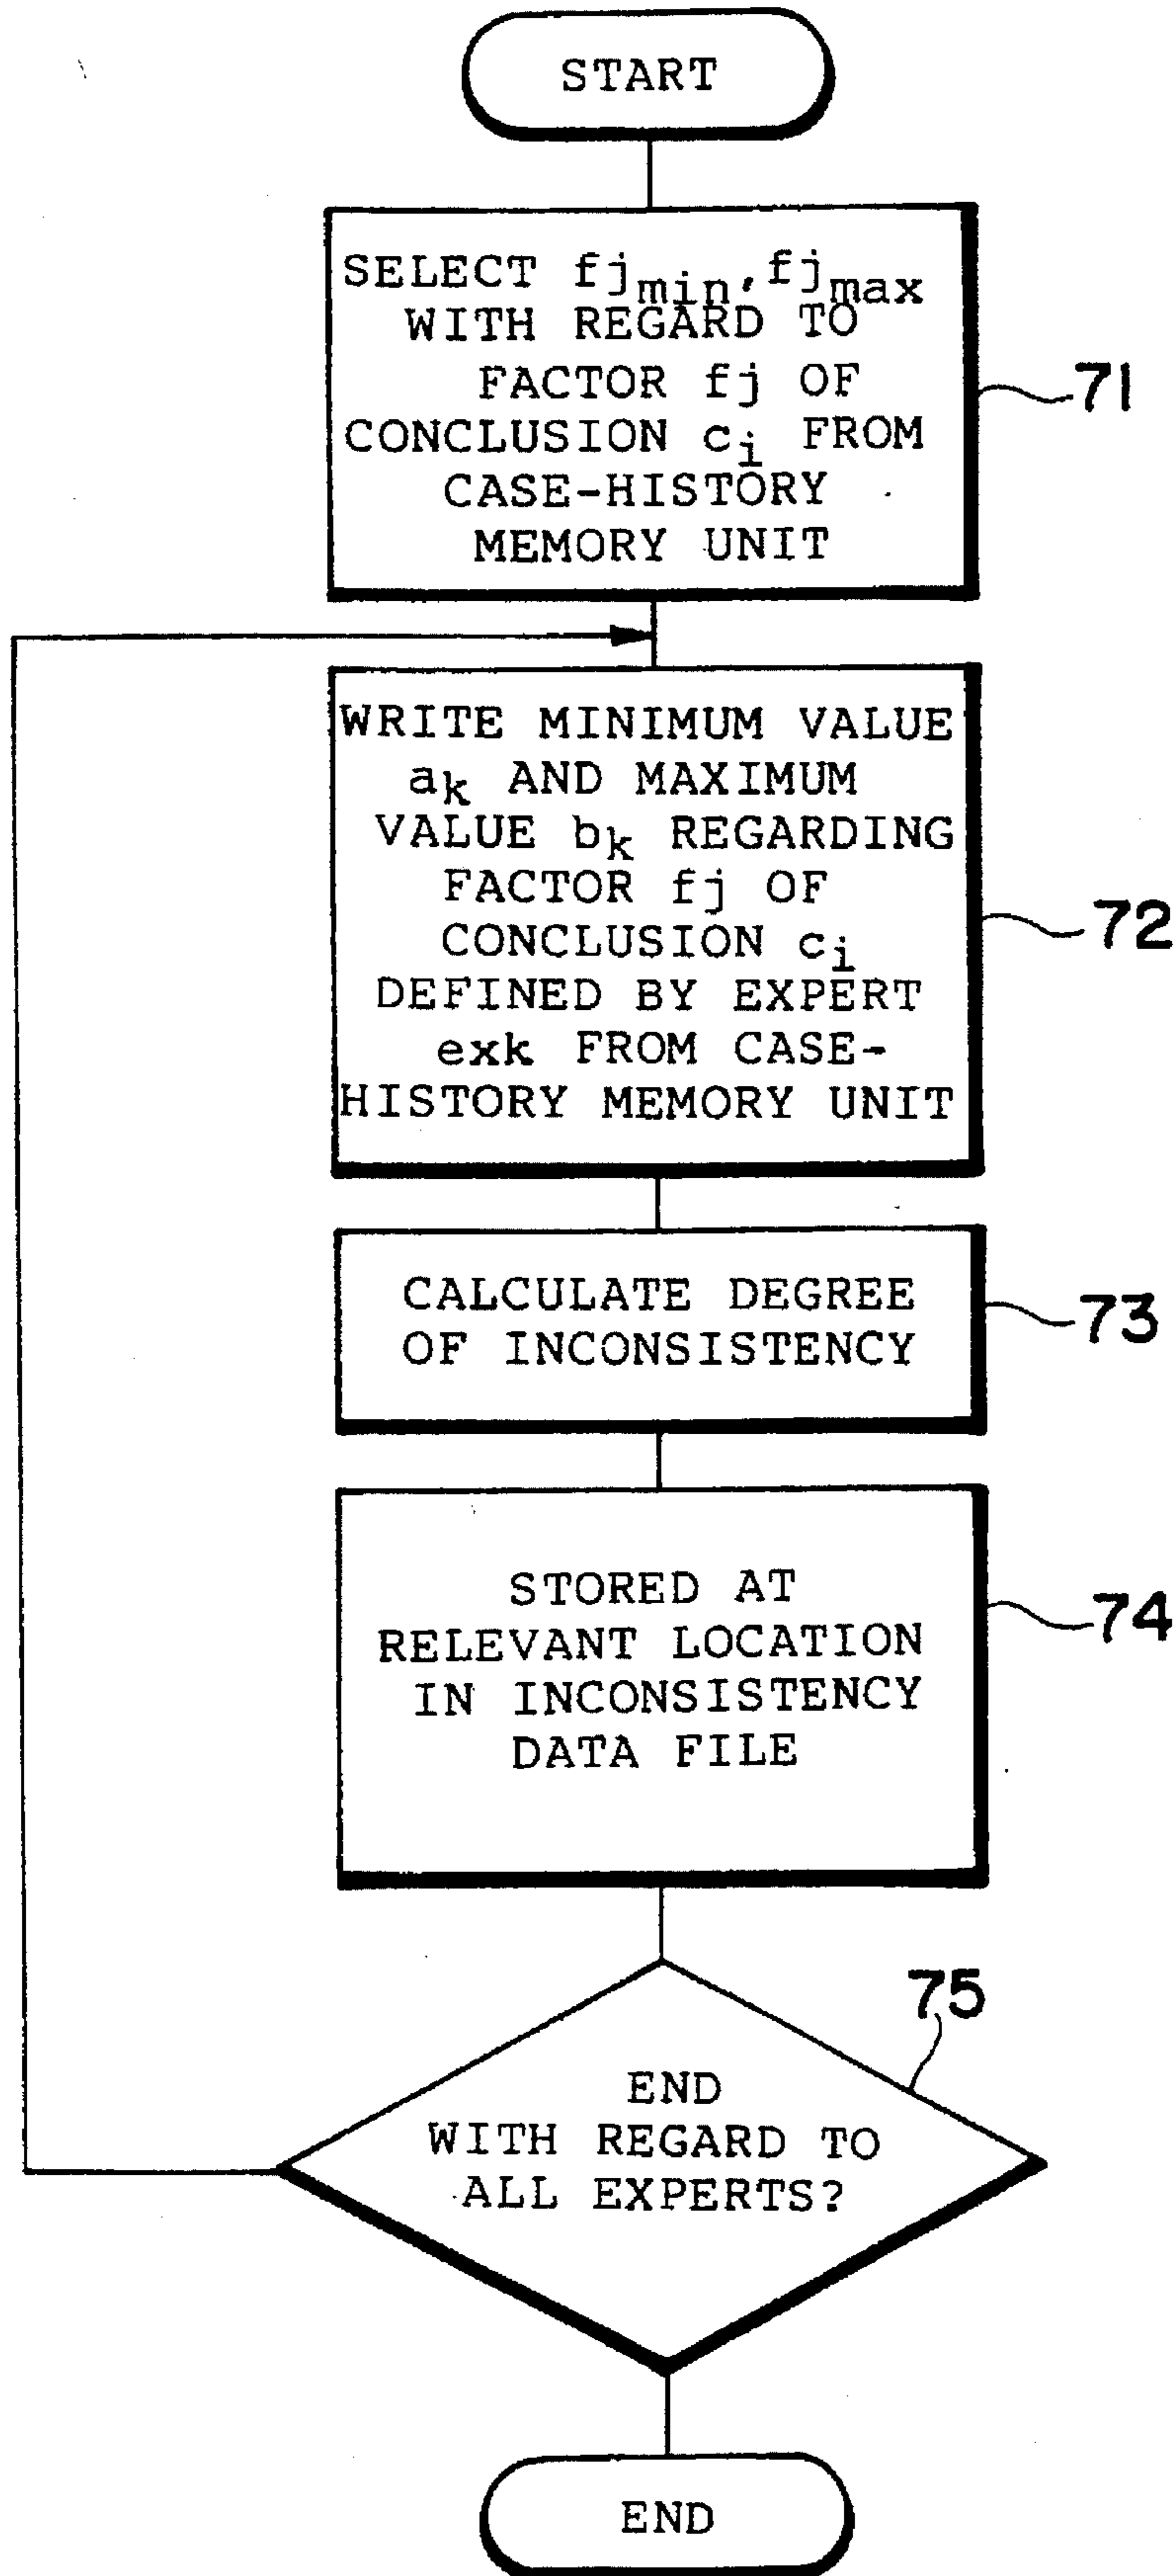 START
SELECT fjmin, fjmax
WITH REGARD TO
FACTOR fj OF
CONCLUSION ci FROM
CASE-HISTORY
MEMORY UNIT
71
WRITE MINIMUM VALUE
ak AND MAXIMUM
VALUE bk REGARDING
FACTOR fj OF
CONCLUSION ci
DEFINED BY EXPERT
exk FROM CASE-
HISTORY MEMORY UNIT
72
CALCULATE DEGREE
OF INCONSISTENCY
73
STORED AT
RELEVANT LOCATION
IN INCONSISTENCY
DATA FILE
74
75
END
WITH REGARD TO
ALL EXPERTS?
END